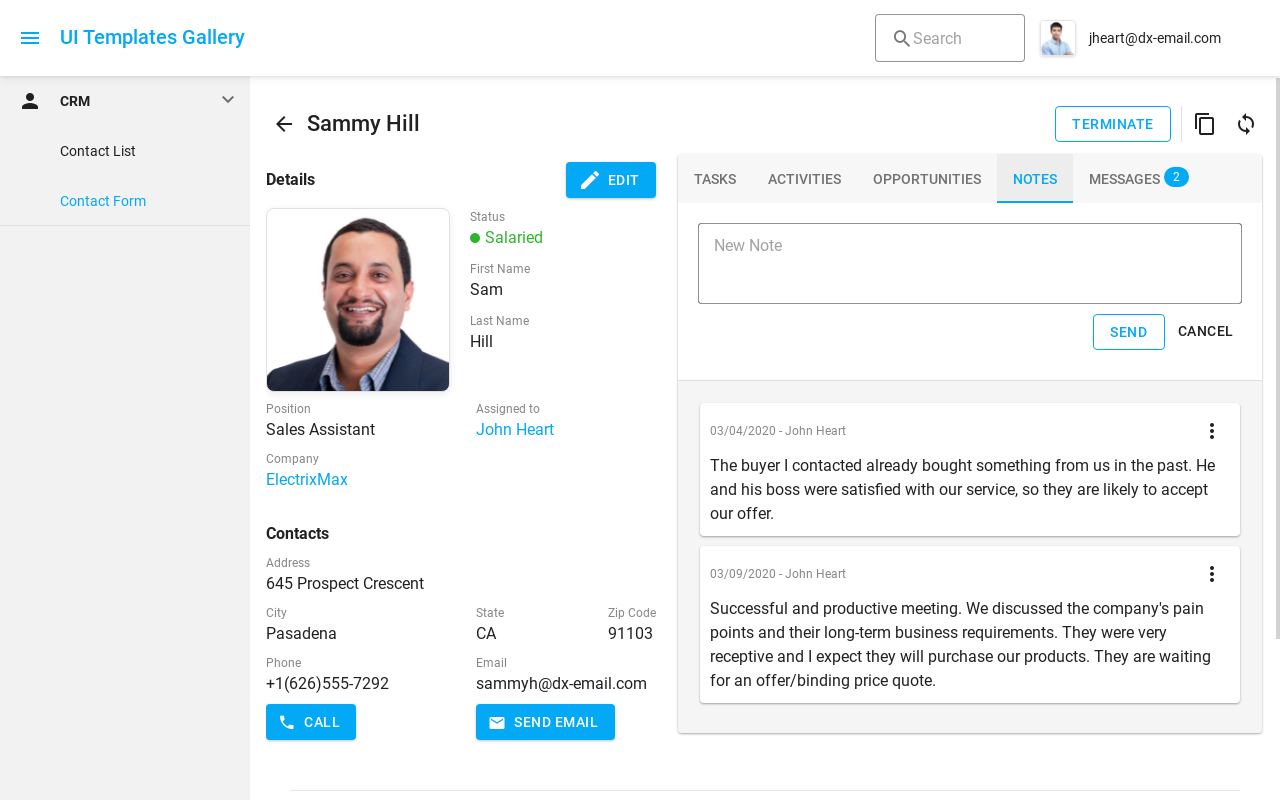 UI Templates Gallery
Search
jheart@dx-email.com
CRM
Contact List
Contact Form
Sammy Hill
TERMINATE
Details
EDIT
Status
Salaried
First Name
Sam
Last Name
Hill
Position
Sales Assistant
Assigned to
John Heart
Company
ElectrixMax
Contacts
Address
645 Prospect Crescent
City
Pasadena
State
CA
Zip Code
91103
Phone
+1(626)555-7292
Email
sammyh@dx-email.com
CALL
SEND EMAIL
TASKS
ACTIVITIES
OPPORTUNITIES
NOTES
MESSAGES 2
New Note
SEND
CANCEL
03/04/2020 - John Heart
The buyer I contacted already bought something from us in the past. He
and his boss were satisfied with our service, so they are likely to accept
our offer.
03/09/2020 - John Heart
Successful and productive meeting. We discussed the company's pain
points and their long-term business requirements. They were very
receptive and I expect they will purchase our products. They are waiting
for an offer/binding price quote.